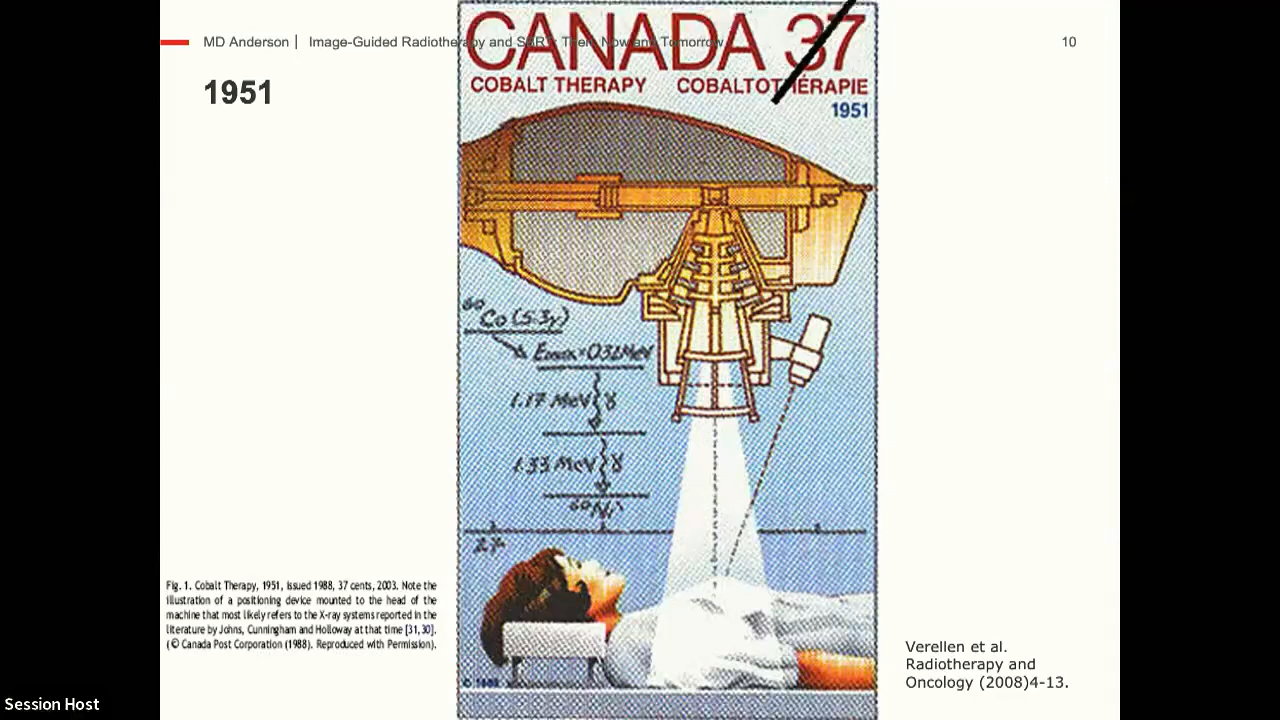 MD Anderson | Image-Guided Radiotherapy and SBRT: Then, Now and Tomorrow
10
1951
CANADA 37
COBALT THERAPY COBALTOTHÉRAPIE
1951
60Co (5.3y)
Emax=0.32MeV
1.17 MeV γ
1.33 MeV γ
60Ni
Fig. 1. Cobalt Therapy, 1951, issued 1988, 37 cents, 2003. Note the
illustration of a positioning device mounted to the head of the
machine that most likely refers to the X-ray systems reported in the
literature by Johns, Cunningham and Holloway at that time [31,30].
(© Canada Post Corporation (1988). Reproduced with Permission).
Verellen et al.
Radiotherapy and
Oncology (2008)4-13.
© 1988
Session Host